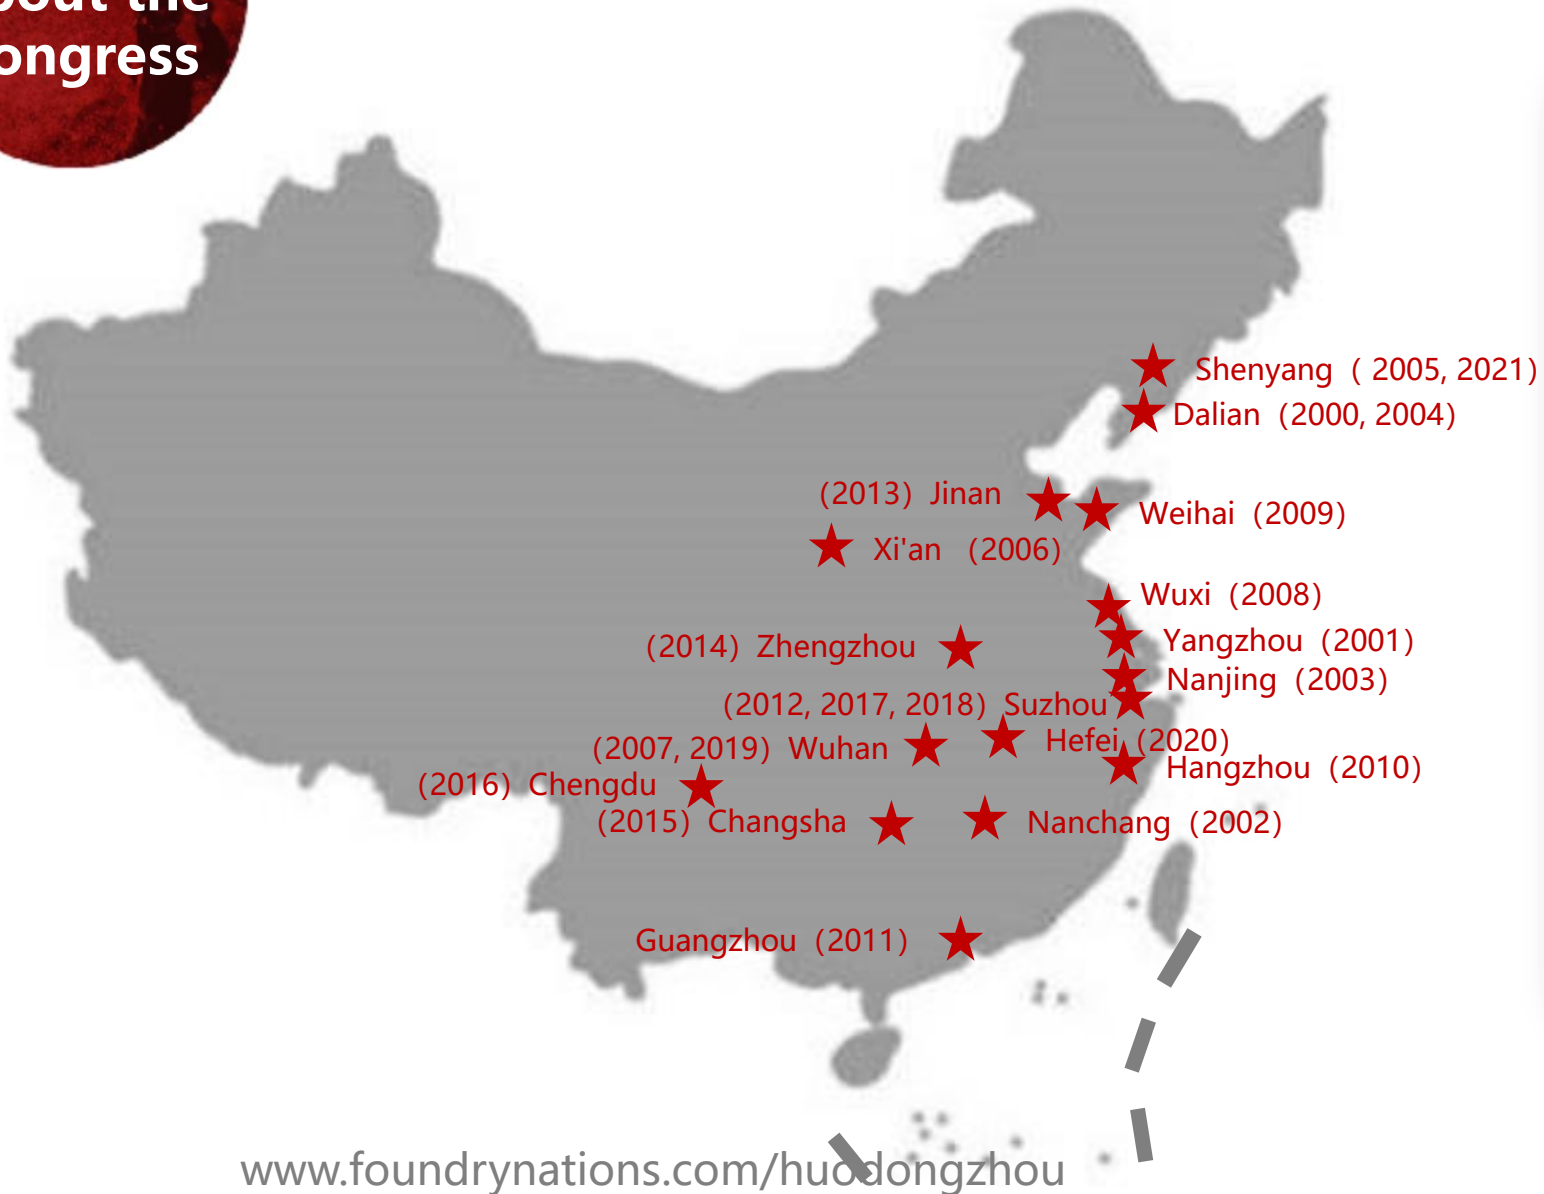 ongress
Shenyang（ 2005, 2021）
Dalian（2000, 2004）
（2013）Jinan
Weihai（2009）
Xi'an （2006）
Wuxi（2008）
Yangzhou（2001）
（2014）Zhengzhou
Nanjing（2003）
（2012, 2017, 2018）Suzhou
Hefei（2020）
（2007, 2019）Wuhan
Hangzhou（2010）
（2016）Chengdu
（2015）Changsha
Nanchang（2002）
Guangzhou（2011）
www.foundrynations.com/huodongzhou